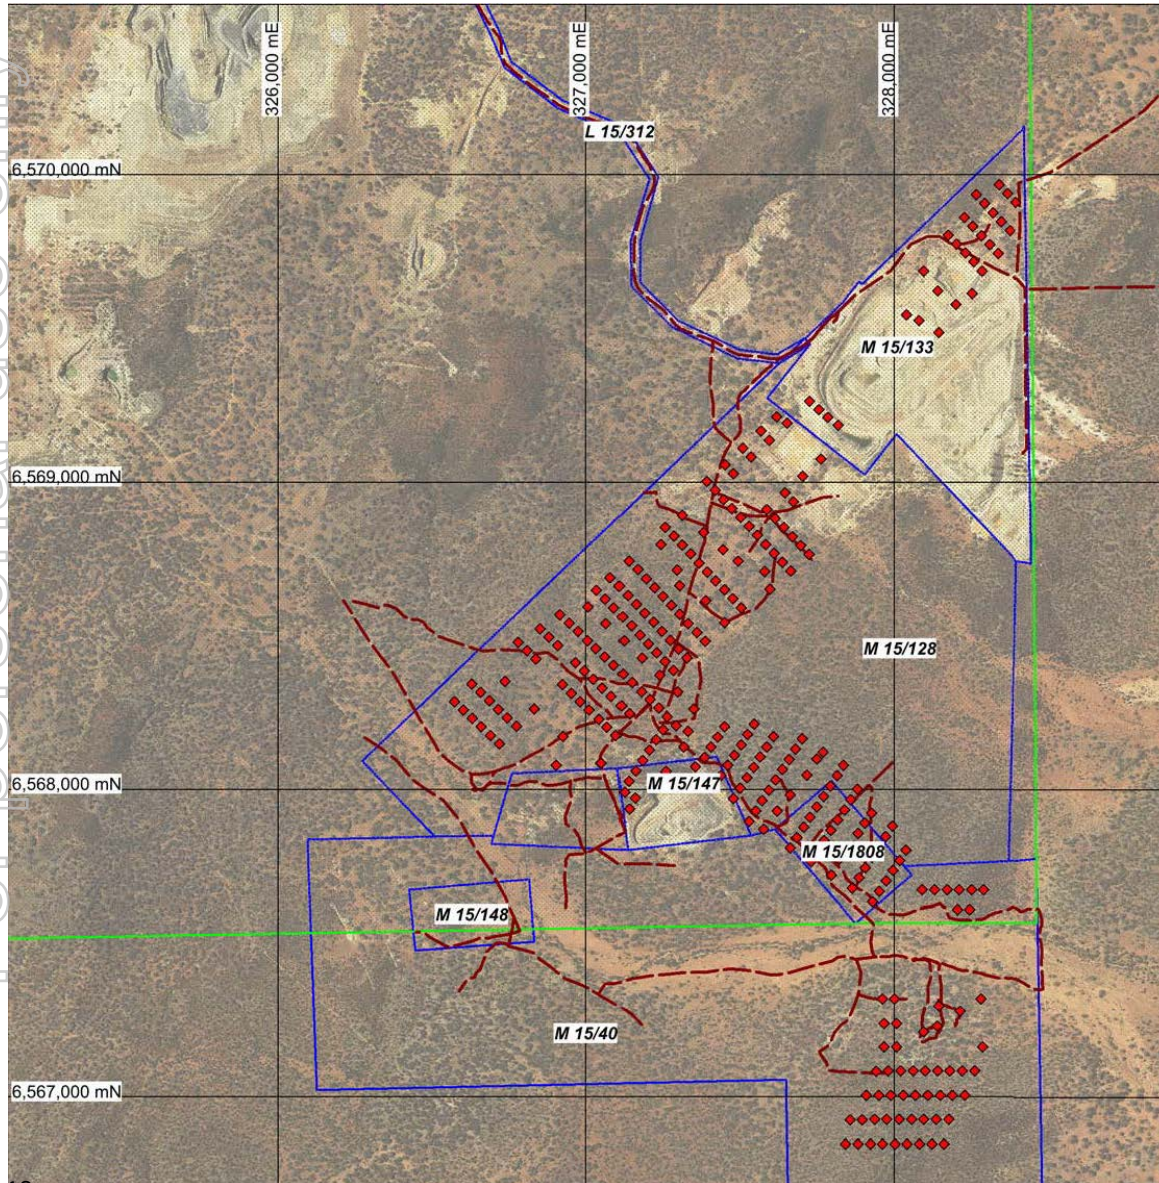 326,000 mE
327,000 mE
328,000 mE
L 15/312
6,570,000 mN
M 15/133
6,569,000 mN
M 15/128
6,568,000 mN
M 15/147
M 15/1808
M 15/148
M 15/40
6,567,000 mN